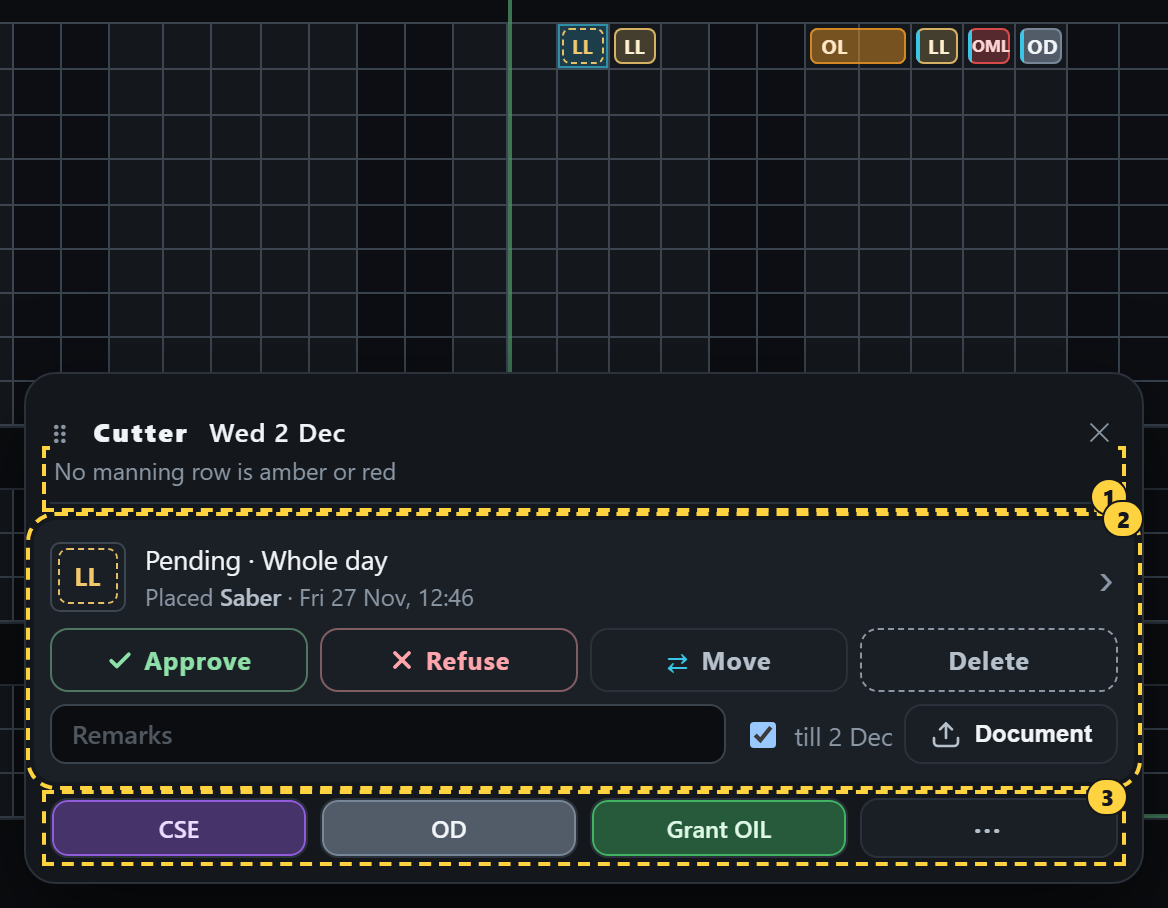 LL LL OL LL OML OD
Cutter Wed 2 Dec
No manning row is amber or red
1
2
LL
Pending · Whole day
Placed Saber · Fri 27 Nov, 12:46
Approve Refuse Move Delete
Remarks till 2 Dec Document
3
CSE OD Grant OIL ...